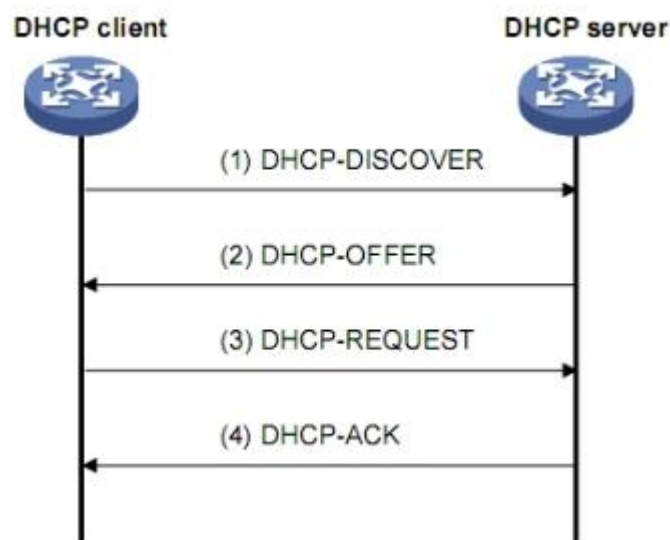 DHCP client
DHCP server
(1) DHCP-DISCOVER
(2) DHCP-OFFER
(3) DHCP-REQUEST
(4) DHCP-ACK